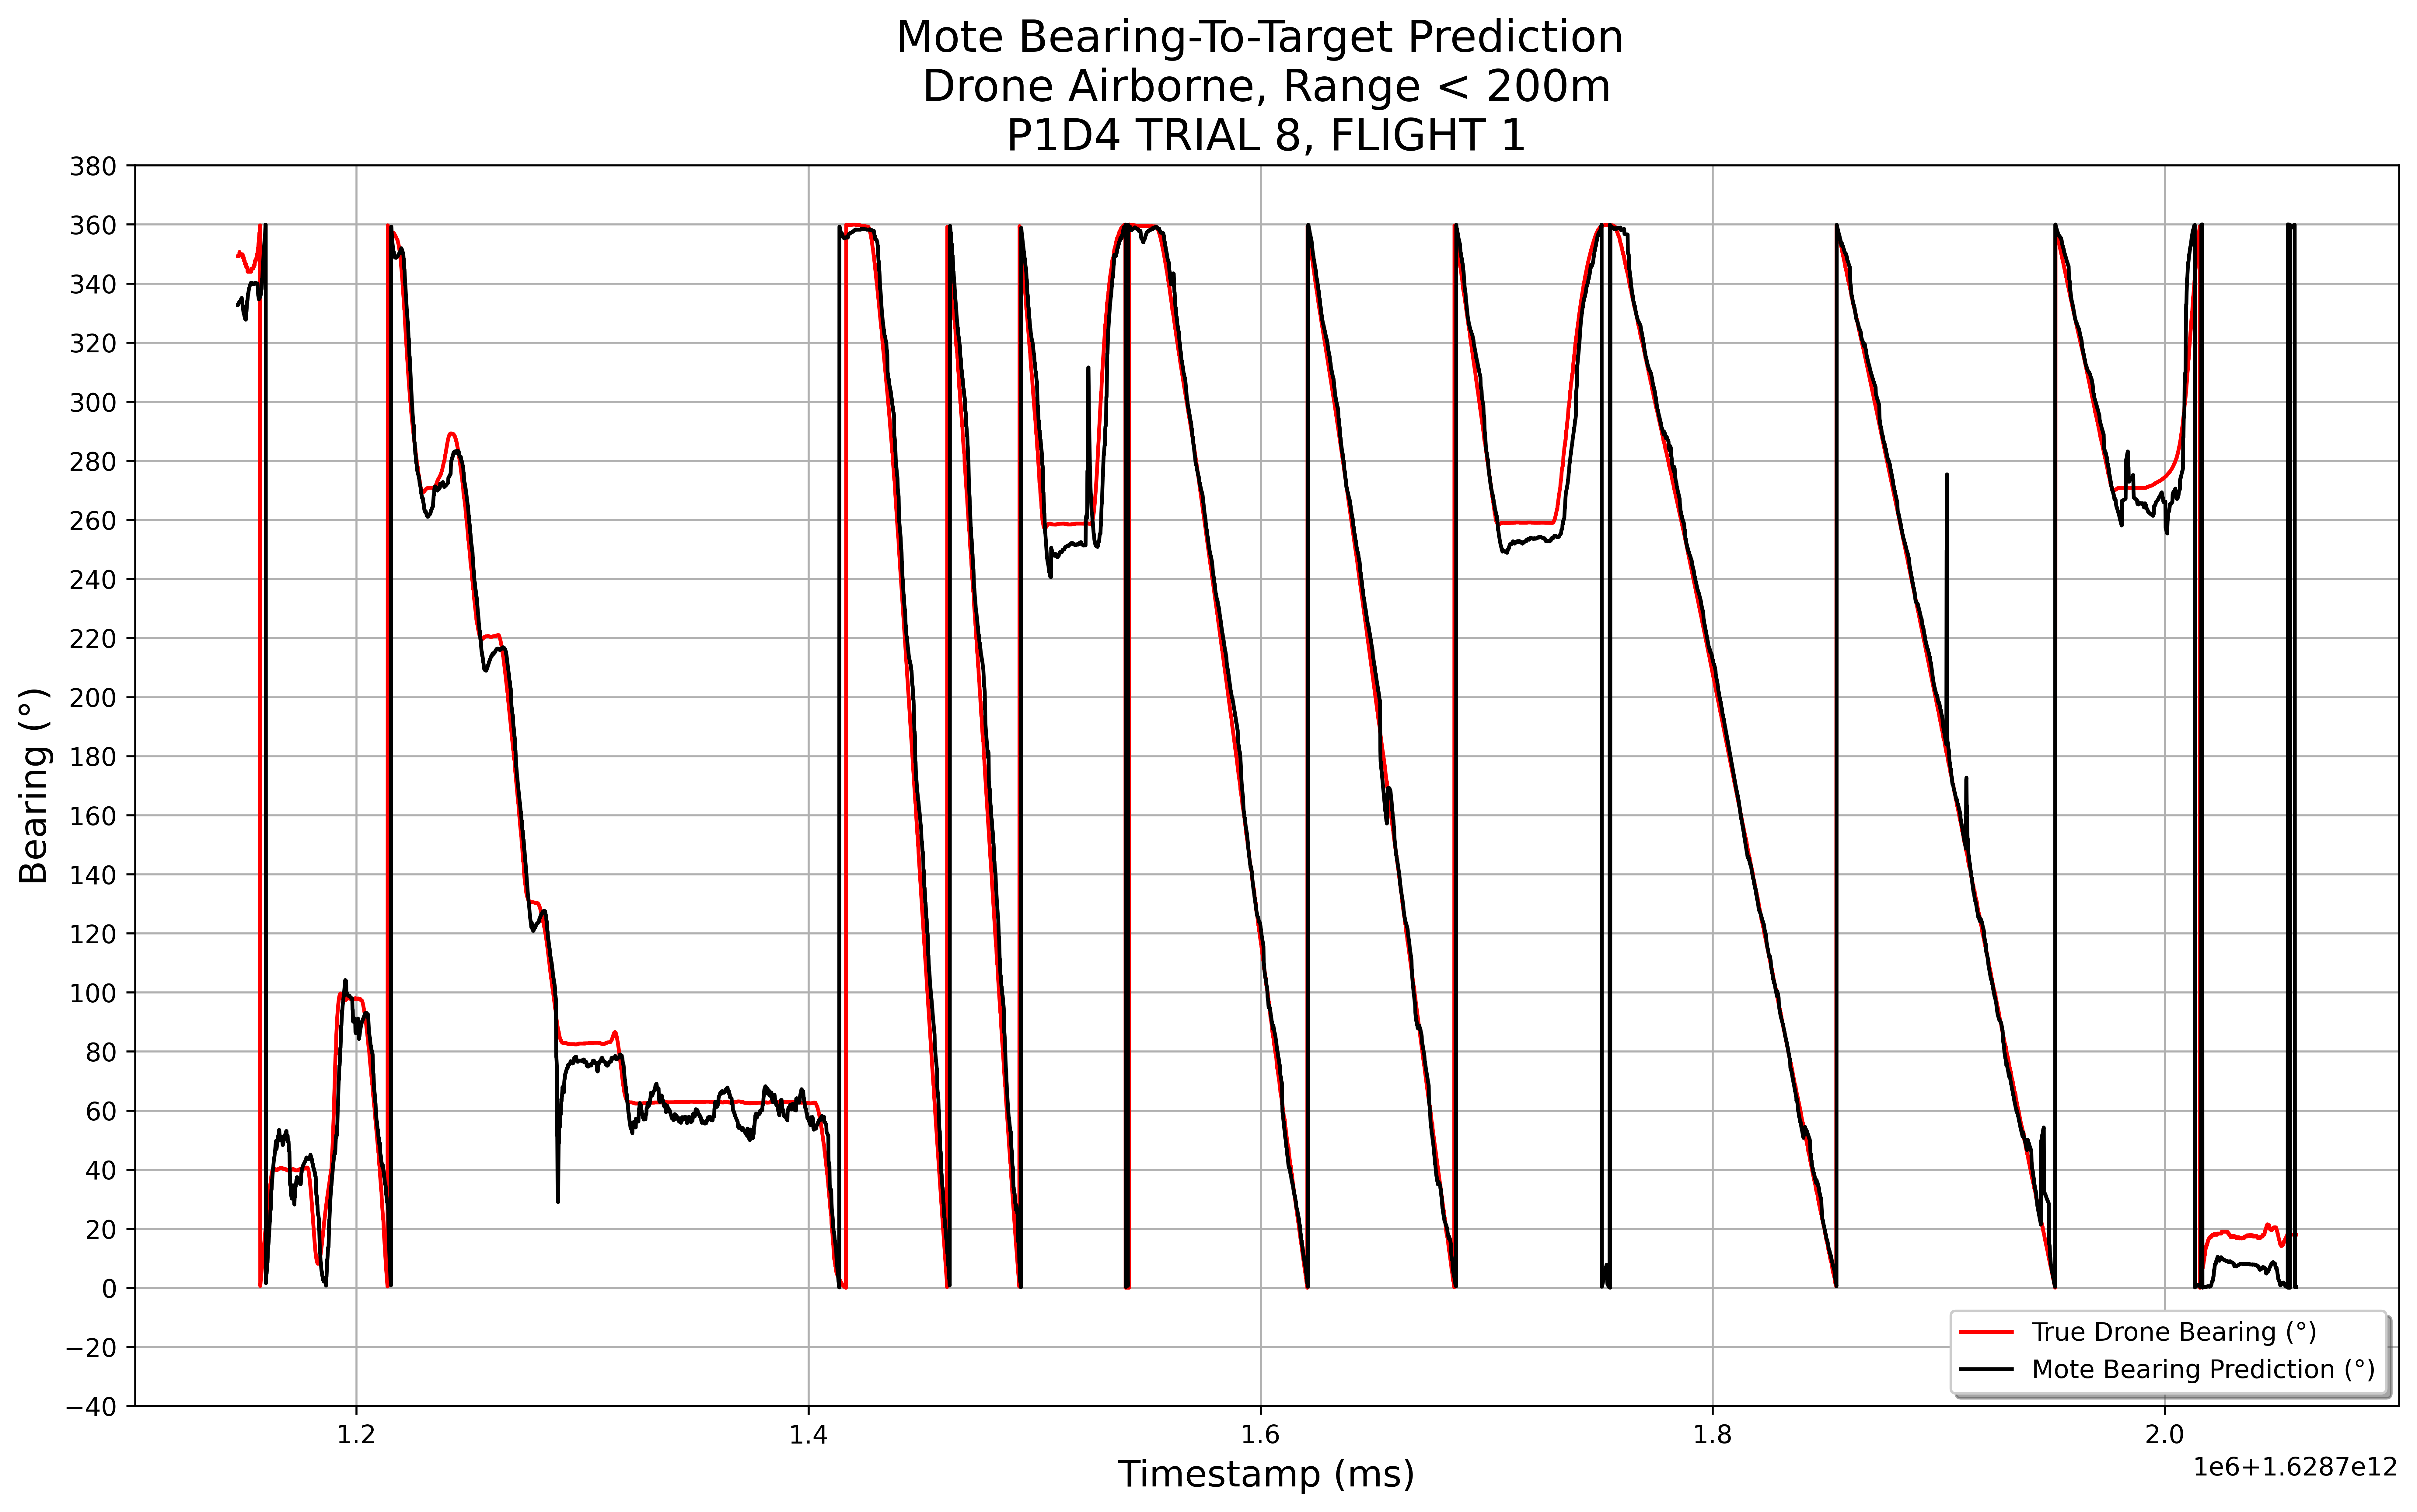 Mote Bearing-To-Target Prediction
Drone Airborne, Range < 200m
P1D4 TRIAL 8, FLIGHT 1
380
360
340
320
300
280
260
240
220
200
180
160
140
120
100
80
60
40
20
0
−20
−40
Bearing (°)
True Drone Bearing (°)
Mote Bearing Prediction (°)
1.2 1.4 1.6 1.8 2.0
Timestamp (ms)
1e6+1.6287e12